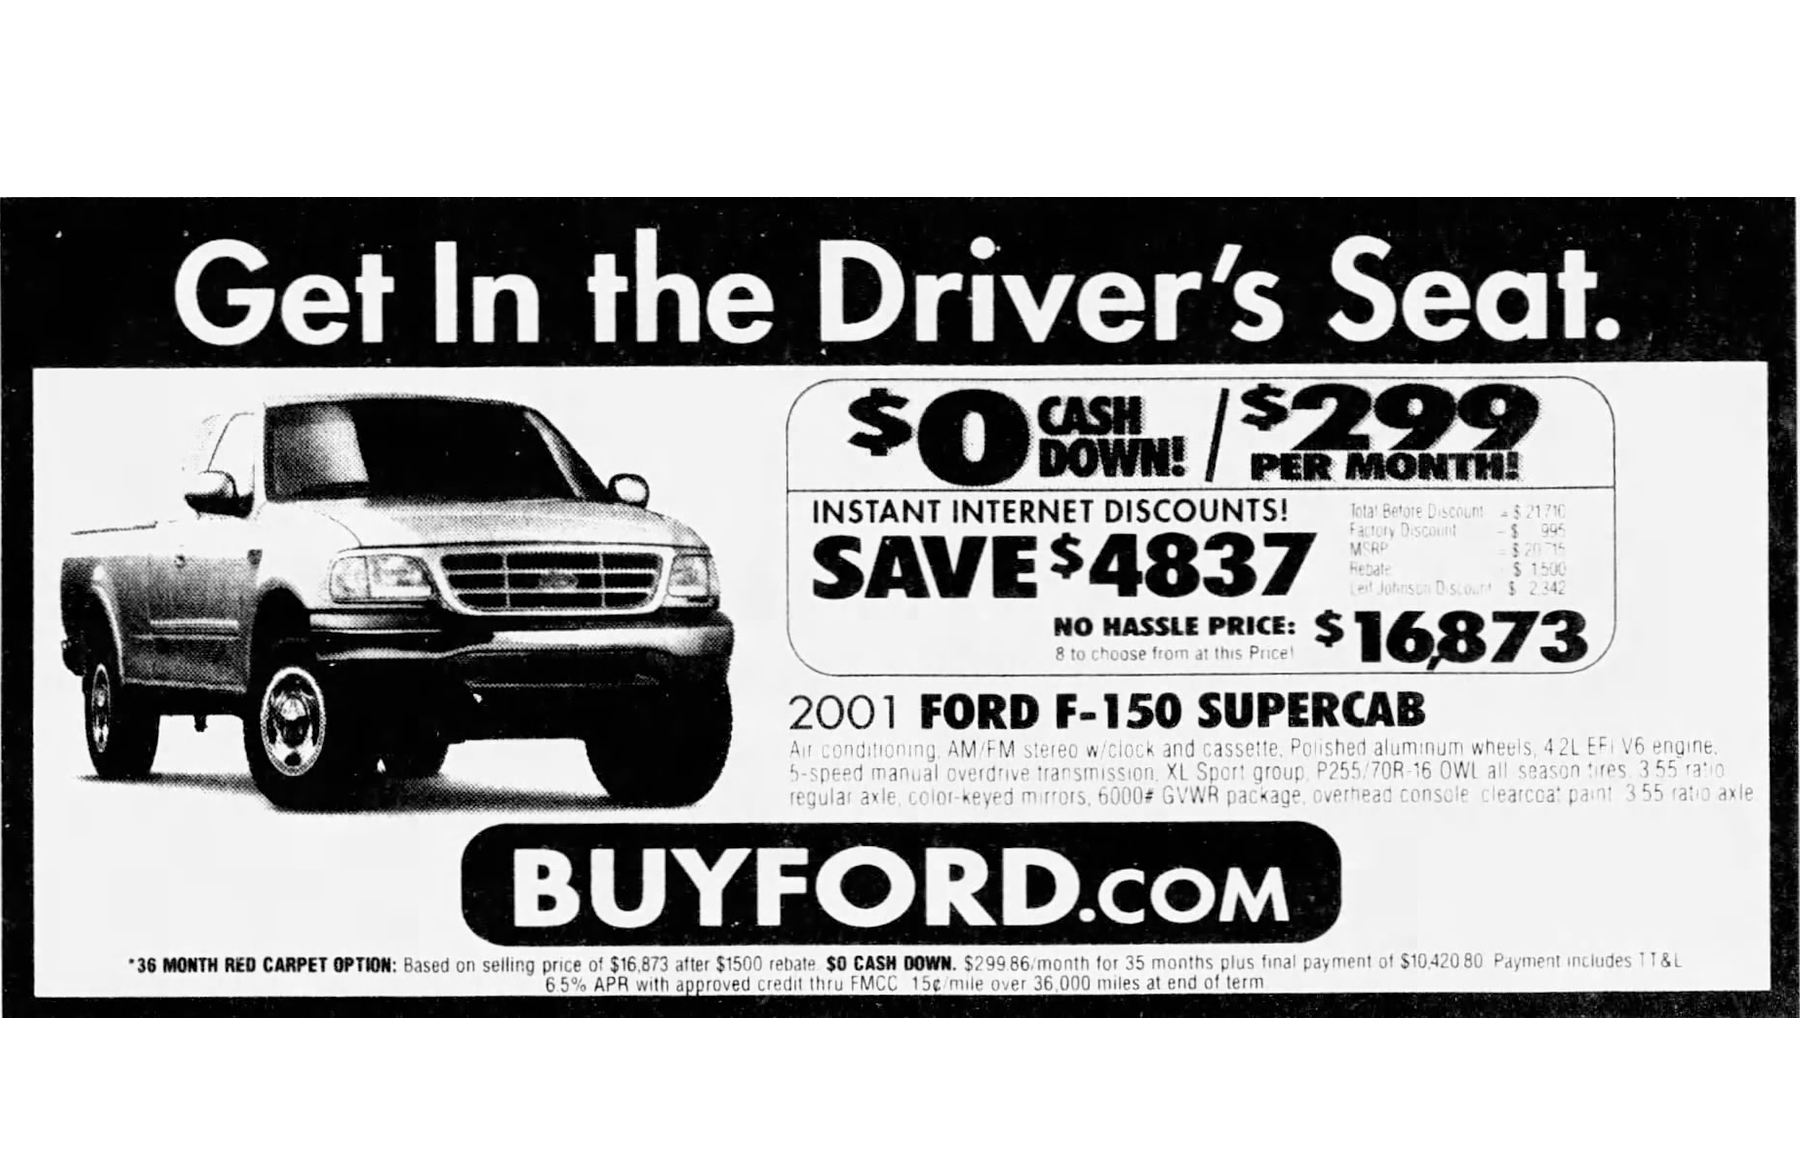 Get In the Driver's Seat.
$0 CASH DOWN! / $299 PER MONTH!
INSTANT INTERNET DISCOUNTS!
SAVE $4837
Total Before Discount = $ 21710
Factory Discount - $ 995
MSRP = $ 20715
Rebate $ 1500
Leif Johnson Discount $ 2,342
NO HASSLE PRICE: $16,873
8 to choose from at this Price!
2001 FORD F-150 SUPERCAB
Air conditioning, AM/FM stereo w/clock and cassette, Polished aluminum wheels, 4.2L EFI V6 engine,
5-speed manual overdrive transmission, XL Sport group, P255/70R-16 OWL all season tires, 3.55 ratio
regular axle, color-keyed mirrors, 6000# GVWR package, overhead console, clearcoat paint, 3.55 ratio axle
BUYFORD.COM
*36 MONTH RED CARPET OPTION: Based on selling price of $16,873 after $1500 rebate. $0 CASH DOWN. $299.86/month for 35 months plus final payment of $10,420.80 Payment includes TT&L
6.5% APR with approved credit thru FMCC 15¢/mile over 36,000 miles at end of term